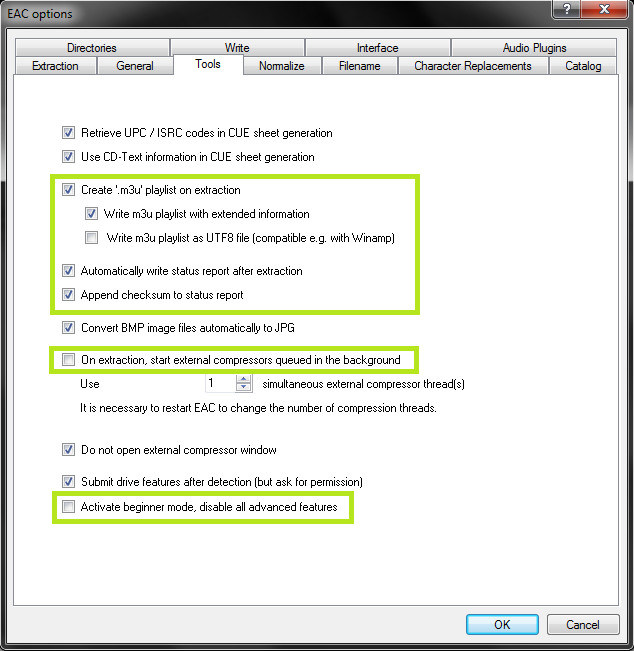 EAC options
?
X
Directories
Write
Interface
Audio Plugins
Extraction
General
Tools
Normalize
Filename
Character Replacements
Catalog
Retrieve UPC / ISRC codes in CUE sheet generation
Use CD-Text information in CUE sheet generation
Create '.m3u' playlist on extraction
Write m3u playlist with extended information
Write m3u playlist as UTF8 file (compatible e.g. with Winamp)
Automatically write status report after extraction
Append checksum to status report
Convert BMP image files automatically to JPG
On extraction, start external compressors queued in the background
Use 1 simultaneous external compressor thread(s)
It is necessary to restart EAC to change the number of compression threads.
Do not open external compressor window
Submit drive features after detection (but ask for permission)
Activate beginner mode, disable all advanced features
OK
Cancel